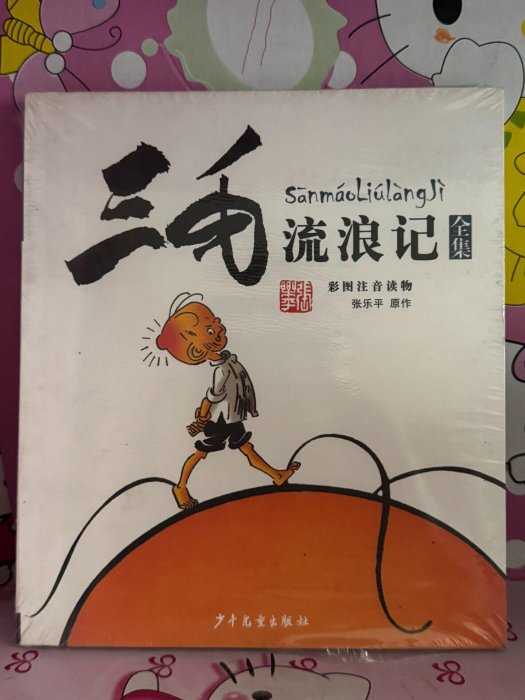 三毛
SānmáoLiúlàngJì
流浪记 全集
彩图注音读物
张乐平 原作
少年儿童出版社